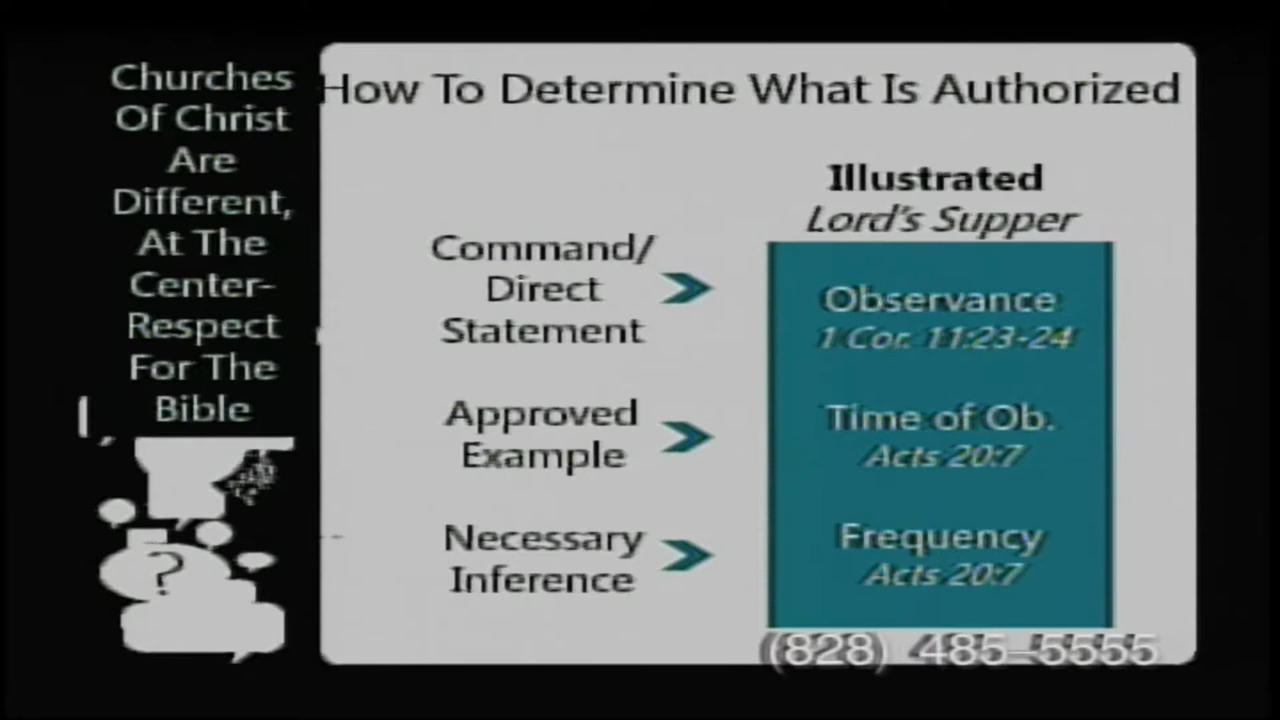 Churches
Of Christ
Are
Different,
At The
Center-
Respect
For The
Bible
?
How To Determine What Is Authorized
Illustrated
Lord's Supper
Command/
Direct
Statement
Observance
1 Cor. 11:23-24
Approved
Example
Time of Ob.
Acts 20:7
Necessary
Inference
Frequency
Acts 20:7
(828) 485-5555